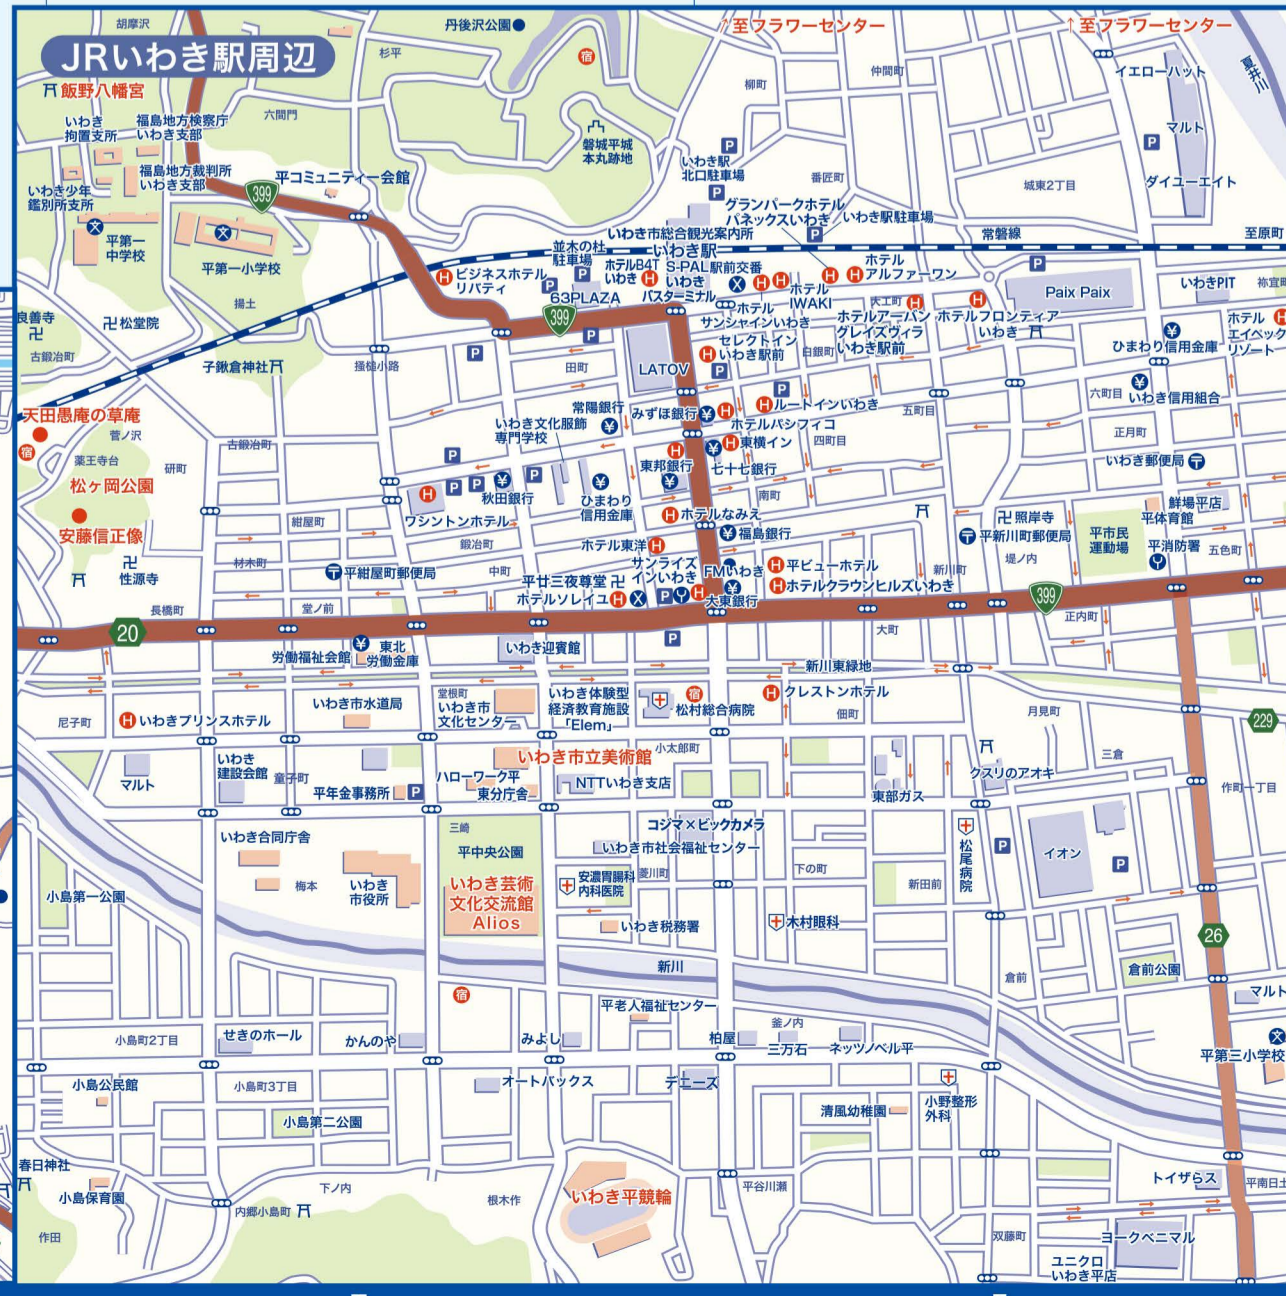 胡摩沢
丹後沢公園
↑至フラワーセンター
↑至フラワーセンター
JRいわき駅周辺
杉平
宿
イエローハット
夏井川
仲間町
柳町
飯野八幡宮
六間門
いわき
拘置支所
福島地方検察庁
いわき支部
磐城平城
本丸跡地
マルト
P
P
いわき駅
北口駐車場
P
福島地方裁判所
いわき支部
平コミュニティー会館
番匠町
城東2丁目
ダイユーエイト
いわき少年
鑑別所支所
399
グランパークホテル
パネックスいわき
いわき駅駐車場
P
文
平第一
中学校
文
平第一小学校
いわき市総合観光案内所
いわき駅
常磐線
至原町
並木の杜
駐車場
P
ホテルB4T
いわき
H
S-PAL
いわき
駅前交番
X
H
H
H
H
ホテル
アルファーワン
P
H
ビジネスホテル
リバティ
P
63PLAZA
バスターミナル
ホテル
IWAKI
大工町
H
H
Paix Paix
いわきPIT
祢宜町
揚土
良善寺
卍
卍松堂院
399
P
P
ホテル
サンシャインいわき
ホテルアーバン
グレイズヴィラ
いわき駅前
ホテルフロンティア
いわき
ひまわり信用金庫
¥
ホテル
エイペック
リゾート
H
古鍛冶町
子鍬倉神社
掻槌小路
田町
LATOV
H
セレクトイン
いわき駅前
P
白銀町
六町目
¥
いわき信用組合
P
H
ルートインいわき
天田愚庵の草庵
菅ノ沢
宿
常陽銀行
¥
みずほ銀行
¥
H
ホテルパシフィコ
五町目
正月町
いわき文化服飾
専門学校
古鍛冶町
薬王寺台
研町
P
¥
H
東横イン
四町目
いわき郵便局
〒
松ヶ岡公園
P
P
¥
P
秋田銀行
H
東邦銀行
¥
七十七銀行
¥
ひまわり
信用金庫
南町
鮮場平店
平体育館
安藤信正像
紺屋町
H
ワシントンホテル
H
ホテルなみえ
卍照岸寺
平市民
運動場
平消防署
五色町
鍛冶町
ホテル東洋
H
¥
福島銀行
〒
平新川町郵便局
卍
性源寺
材木町
〒
平紺屋町郵便局
中町
サンライズ
インいわき
FMいわき
H
平ビューホテル
新川町
堤ノ内
平廿三夜尊堂卍
ホテルソレイユ
H
X
P
H
¥
大東銀行
H
ホテルクラウンヒルズいわき
399
長橋町
堂ノ前
20
正内町
大町
¥
労働福祉会館
東北
労働金庫
いわき迎賓館
P
新川東緑地
いわき市水道局
堂根町
いわき市
文化センター
いわき体験型
経済教育施設
「Elem」
宿
松村総合病院
H
クレストンホテル
佃町
月見町
229
尼子町
H
いわきプリンスホテル
小太郎町
三倉
マルト
いわき
建設会館
童子町
いわき市立美術館
クスリのアオキ
平年金事務所
P
ハローワーク平
東分庁舎
NTTいわき支店
東部ガス
作町一丁目
いわき合同庁舎
三崎
平中央公園
コジマ×ビックカメラ
いわき市社会福祉センター
松尾病院
P
イオン
P
梅本
いわき
市役所
いわき芸術
文化交流館
Alios
安濃胃腸科
内科医院
菱川町
下の町
新田前
小島第一公園
いわき税務署
木村眼科
26
新川
倉前
倉前公園
宿
マルト
平老人福祉センター
小島町2丁目
せきのホール
かんのや
みよし
柏屋
釜ノ内
三万石
ネッツノベル平
文
平第三小学校
小島公民館
小島町3丁目
オートバックス
デニーズ
清風幼稚園
小野整形
外科
小島第二公園
春日神社
小島保育園
下ノ内
根木作
いわき平競輪
平谷川瀬
トイザらス
平南白土
内郷小島町
作田
双藤町
ヨークベニマル
ユニクロ
いわき平店